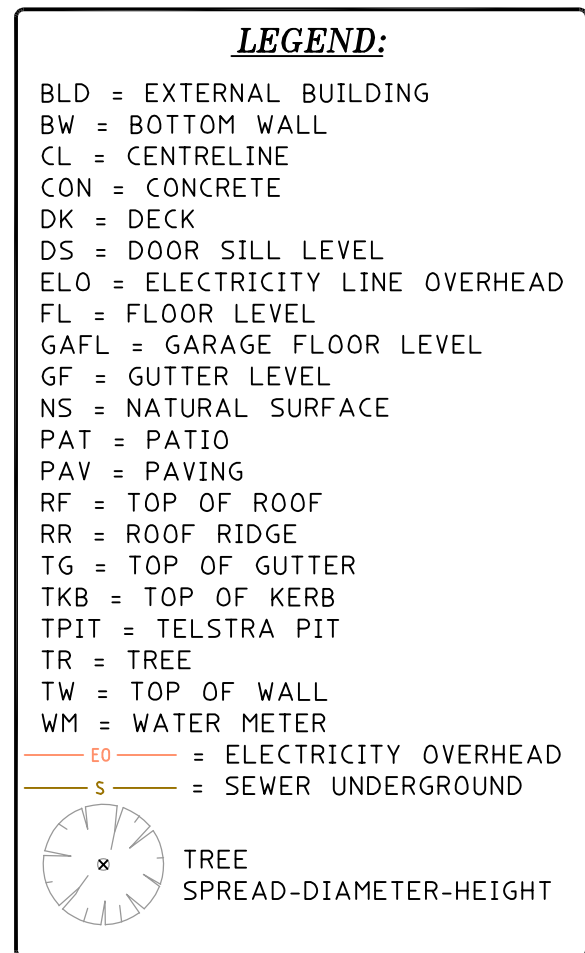 LEGEND:
BLD = EXTERNAL BUILDING
BW = BOTTOM WALL
CL = CENTRELINE
CON = CONCRETE
DK = DECK
DS = DOOR SILL LEVEL
ELO = ELECTRICITY LINE OVERHEAD
FL = FLOOR LEVEL
GAFL = GARAGE FLOOR LEVEL
GF = GUTTER LEVEL
NS = NATURAL SURFACE
PAT = PATIO
PAV = PAVING
RF = TOP OF ROOF
RR = ROOF RIDGE
TG = TOP OF GUTTER
TKB = TOP OF KERB
TPIT = TELSTRA PIT
TR = TREE
TW = TOP OF WALL
WM = WATER METER
EO = ELECTRICITY OVERHEAD
S = SEWER UNDERGROUND
TREE
SPREAD-DIAMETER-HEIGHT